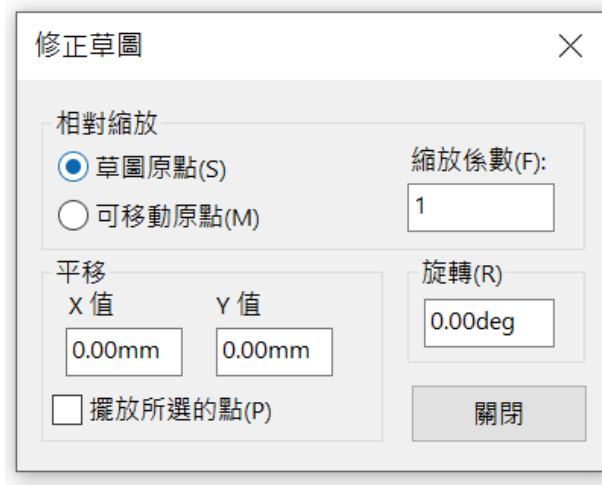 修正草圖
相對縮放
草圖原點(S)
可移動原點(M)
縮放係數(F):
1
平移
X 值
Y 值
0.00mm
0.00mm
擺放所選的點(P)
旋轉(R)
0.00deg
關閉